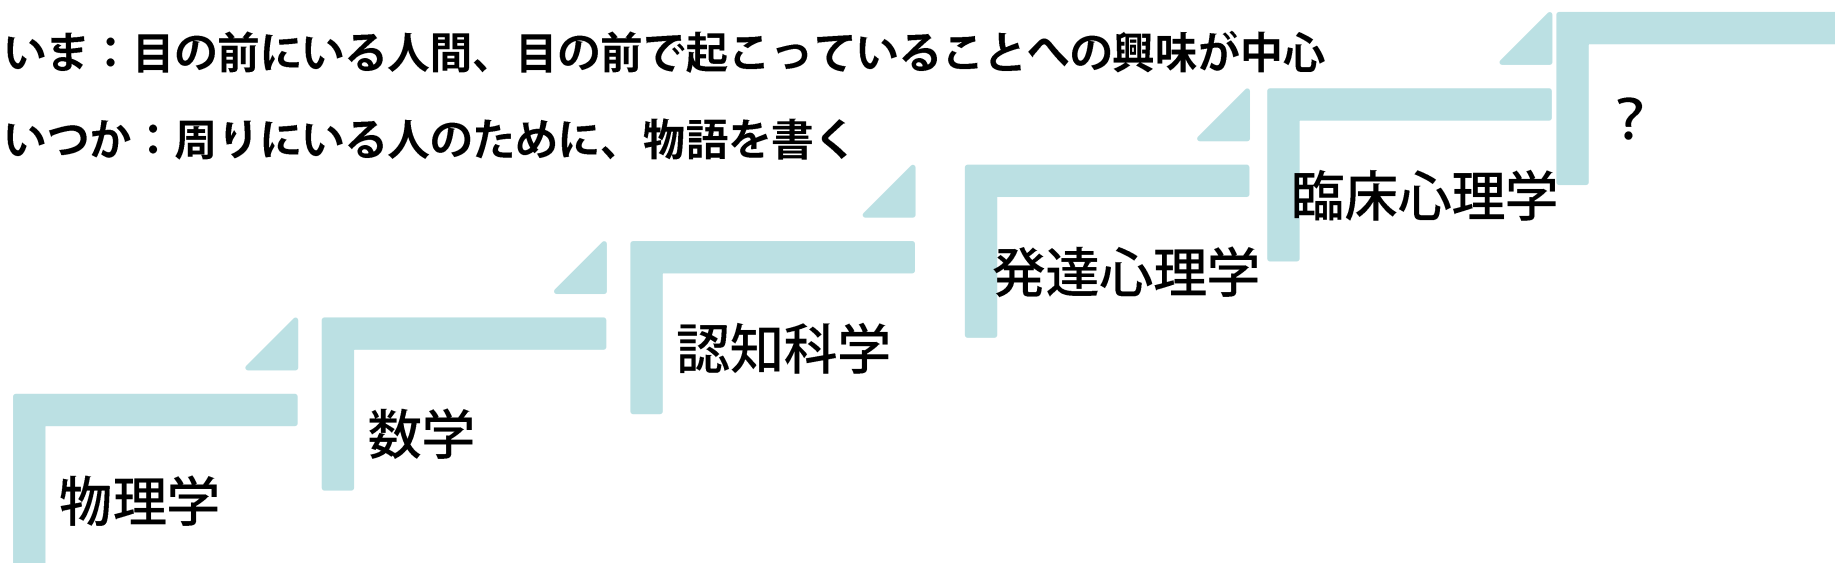 いま：目の前にいる人間、目の前で起こっていることへの興味が中心
いつか：周りにいる人のために、物語を書く
？
臨床心理学
発達心理学
認知科学
数学
物理学